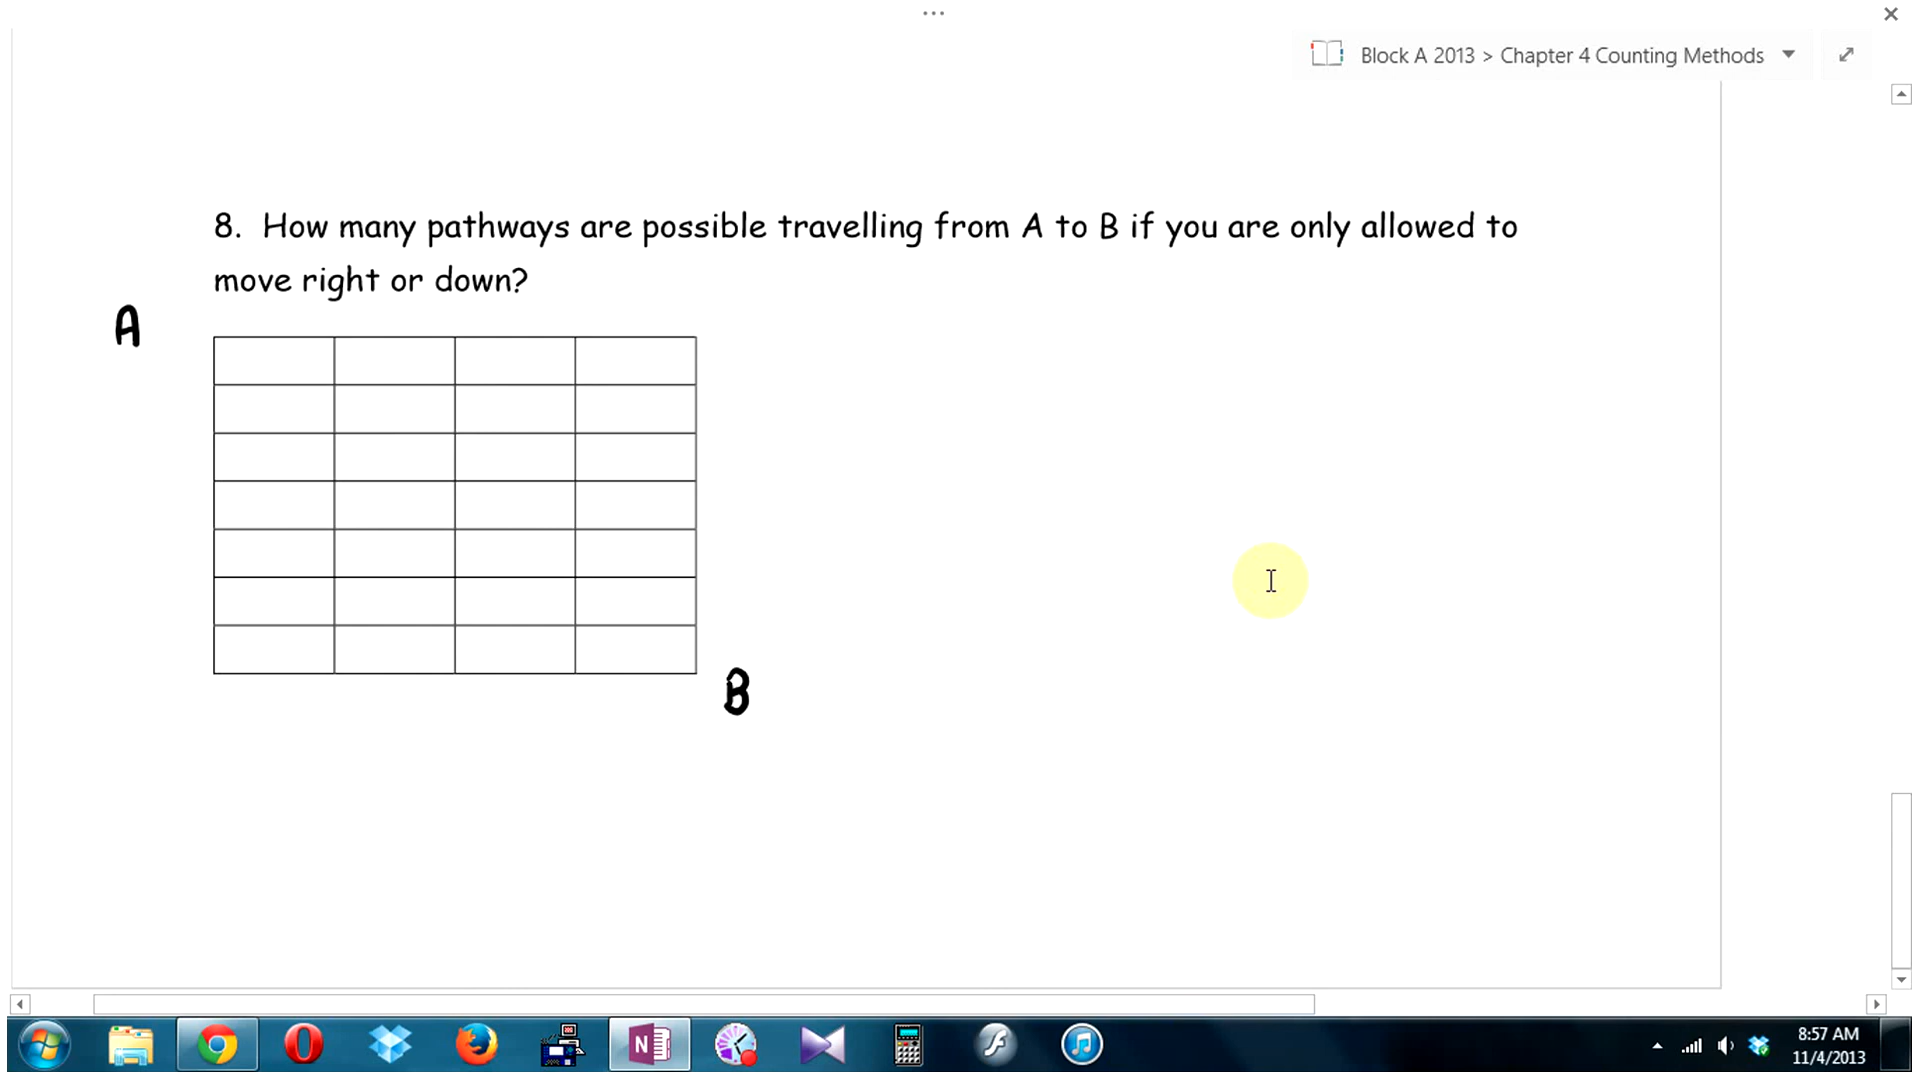 Block A 2013 > Chapter 4 Counting Methods
8. How many pathways are possible travelling from A to B if you are only allowed to
move right or down?
A
B
N
8:57 AM
11/4/2013